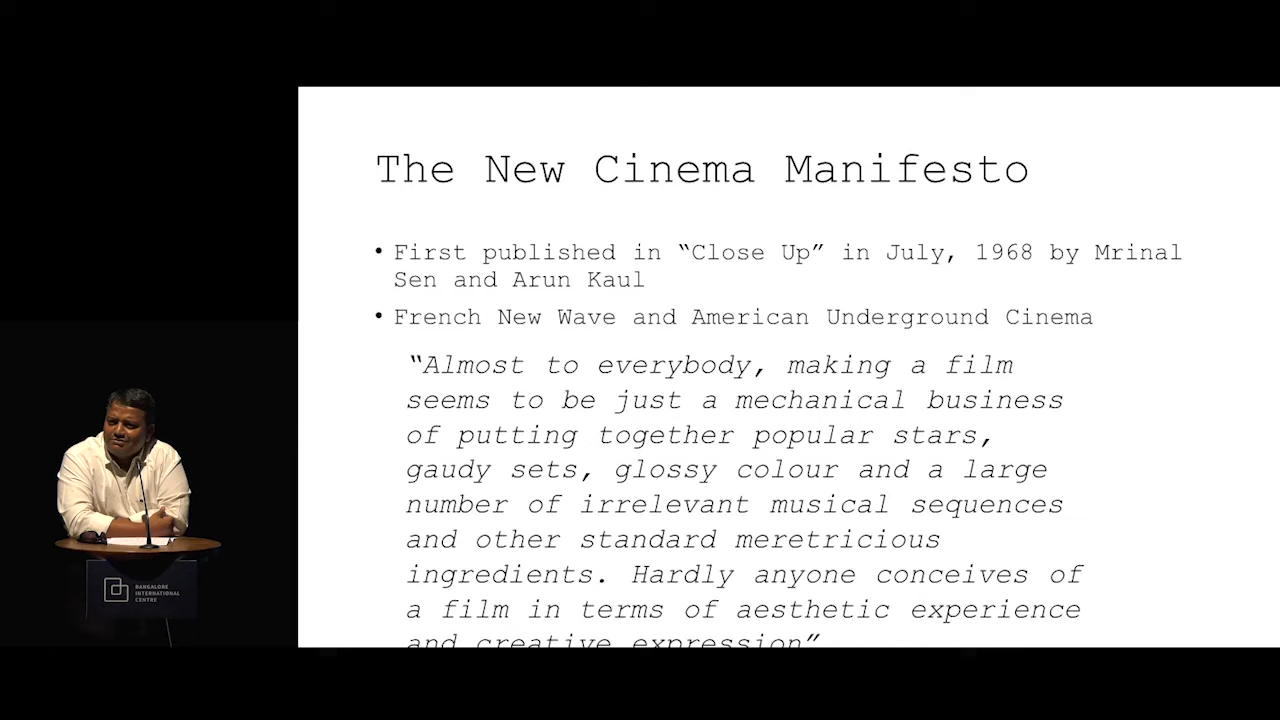 The New Cinema Manifesto
• First published in “Close Up” in July, 1968 by Mrinal
Sen and Arun Kaul
• French New Wave and American Underground Cinema
“Almost to everybody, making a film
seems to be just a mechanical business
of putting together popular stars,
gaudy sets, glossy colour and a large
number of irrelevant musical sequences
and other standard meretricious
ingredients. Hardly anyone conceives of
a film in terms of aesthetic experience
and creative expression”
BANGALORE
INTERNATIONAL
CENTRE